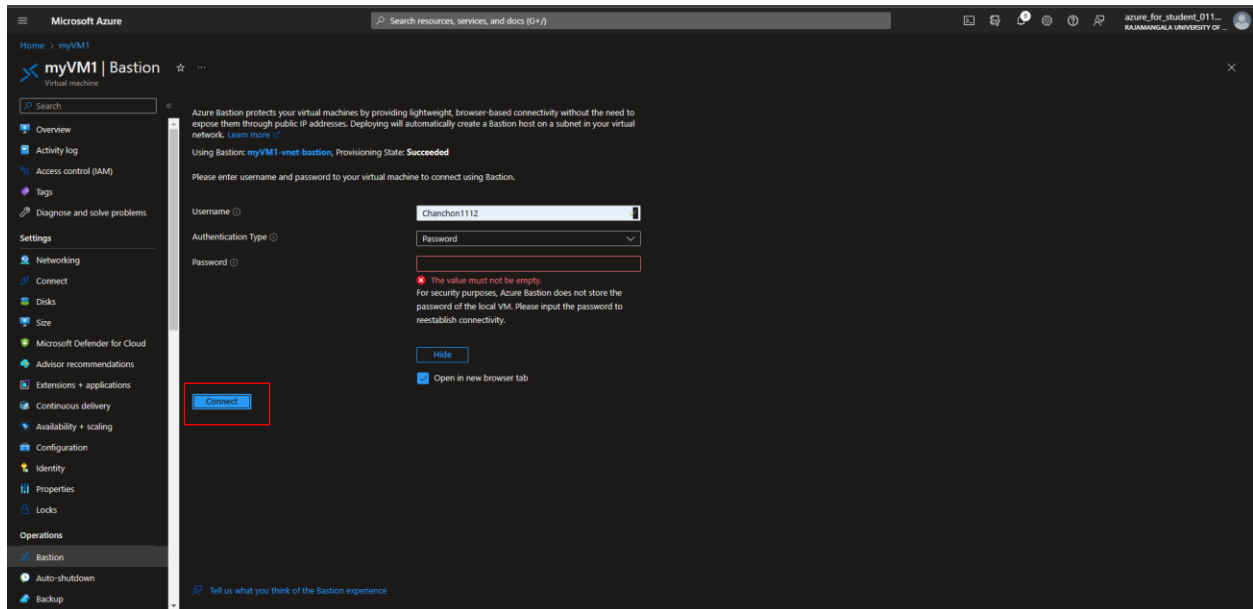 Microsoft Azure
Search resources, services, and docs (G+/)
azure_for_student_011...
RAJAMANGALA UNIVERSITY OF ...
Home > myVM1
myVM1 | Bastion
Virtual machine
Search
Overview
Activity log
Access control (IAM)
Tags
Diagnose and solve problems
Settings
Networking
Connect
Disks
Size
Microsoft Defender for Cloud
Advisor recommendations
Extensions + applications
Continuous delivery
Availability + scaling
Configuration
Identity
Properties
Locks
Operations
Bastion
Auto-shutdown
Backup
Azure Bastion protects your virtual machines by providing lightweight, browser-based connectivity without the need to
expose them through public IP addresses. Deploying will automatically create a Bastion host on a subnet in your virtual
network. Learn more
Using Bastion: myVM1-vnet-bastion, Provisioning State: Succeeded
Please enter username and password to your virtual machine to connect using Bastion.
Username
Chanchon1112
Authentication Type
Password
Password
The value must not be empty.
For security purposes, Azure Bastion does not store the
password of the local VM. Please input the password to
reestablish connectivity.
Hide
Open in new browser tab
Connect
Tell us what you think of the Bastion experience